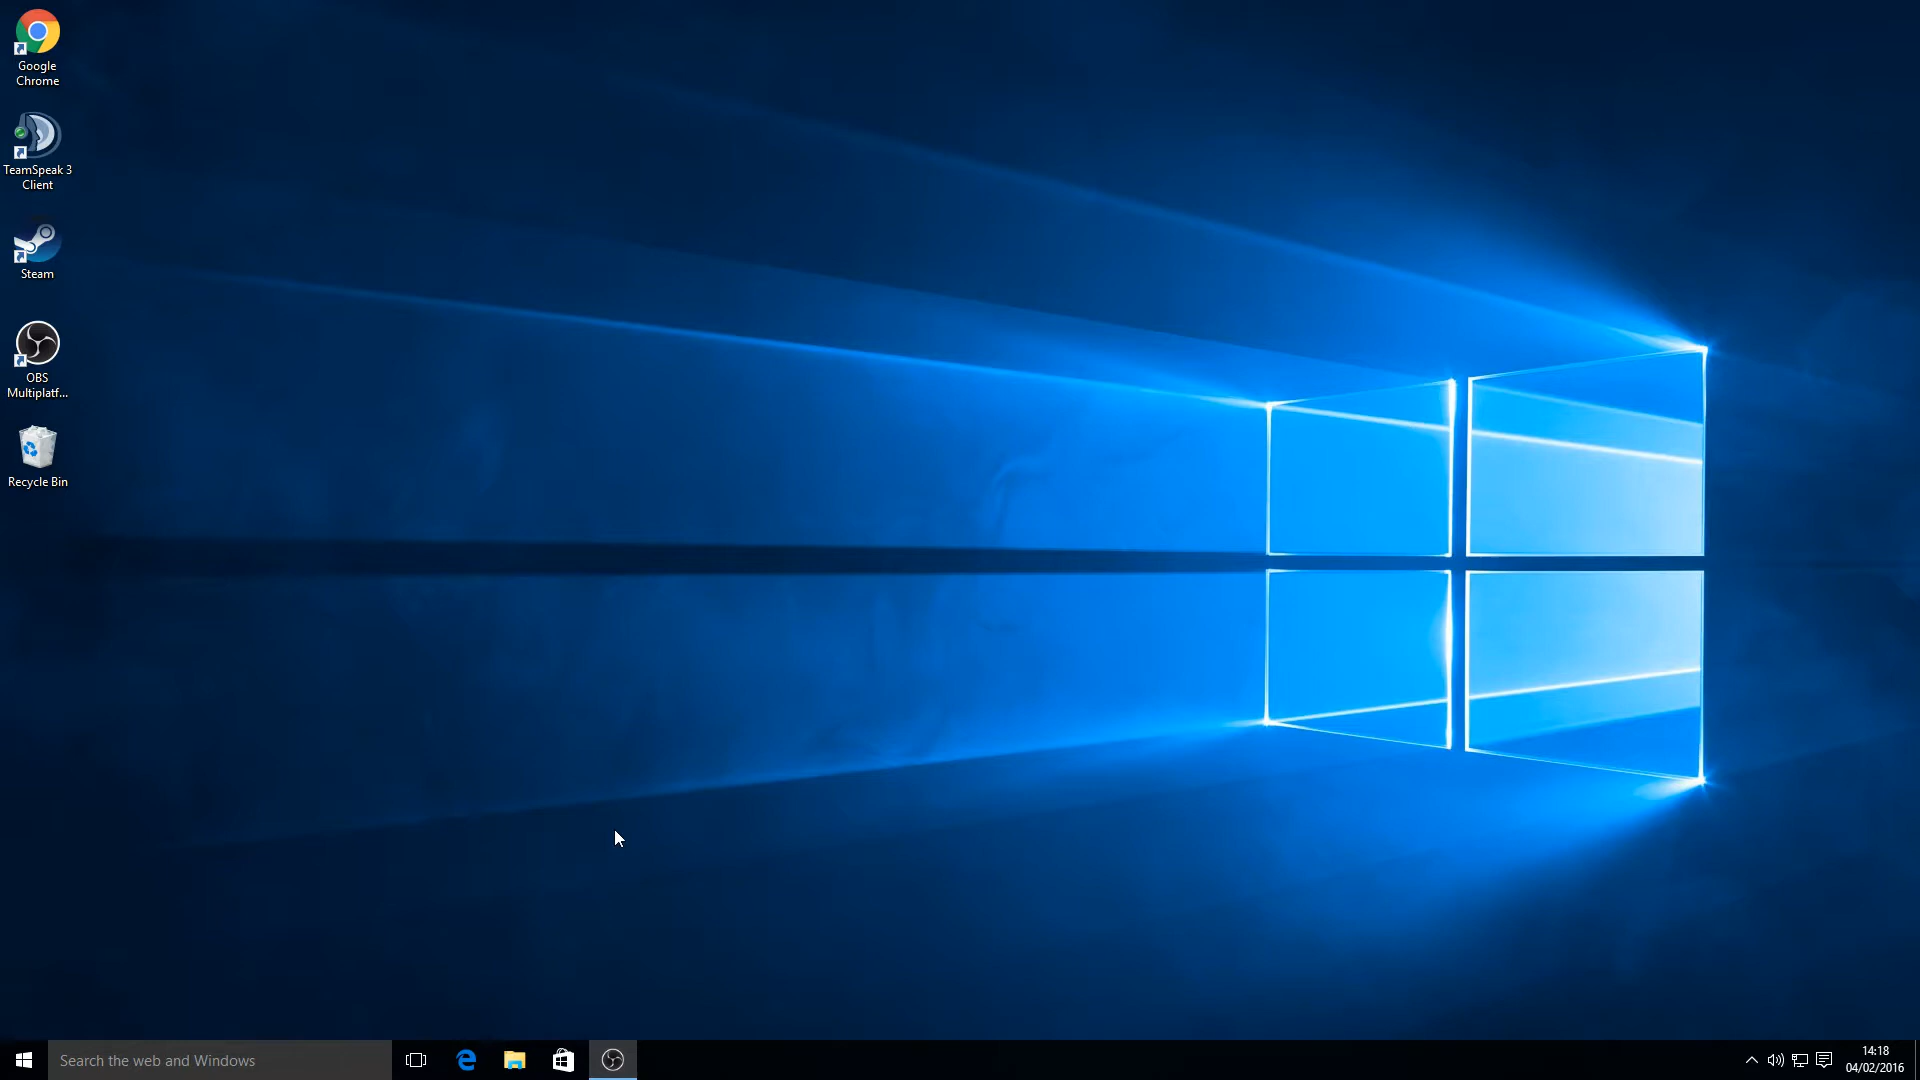 Google
Chrome
TeamSpeak 3
Client
Steam
OBS
Multiplatf...
Recycle Bin
Search the web and Windows
14:18
04/02/2016